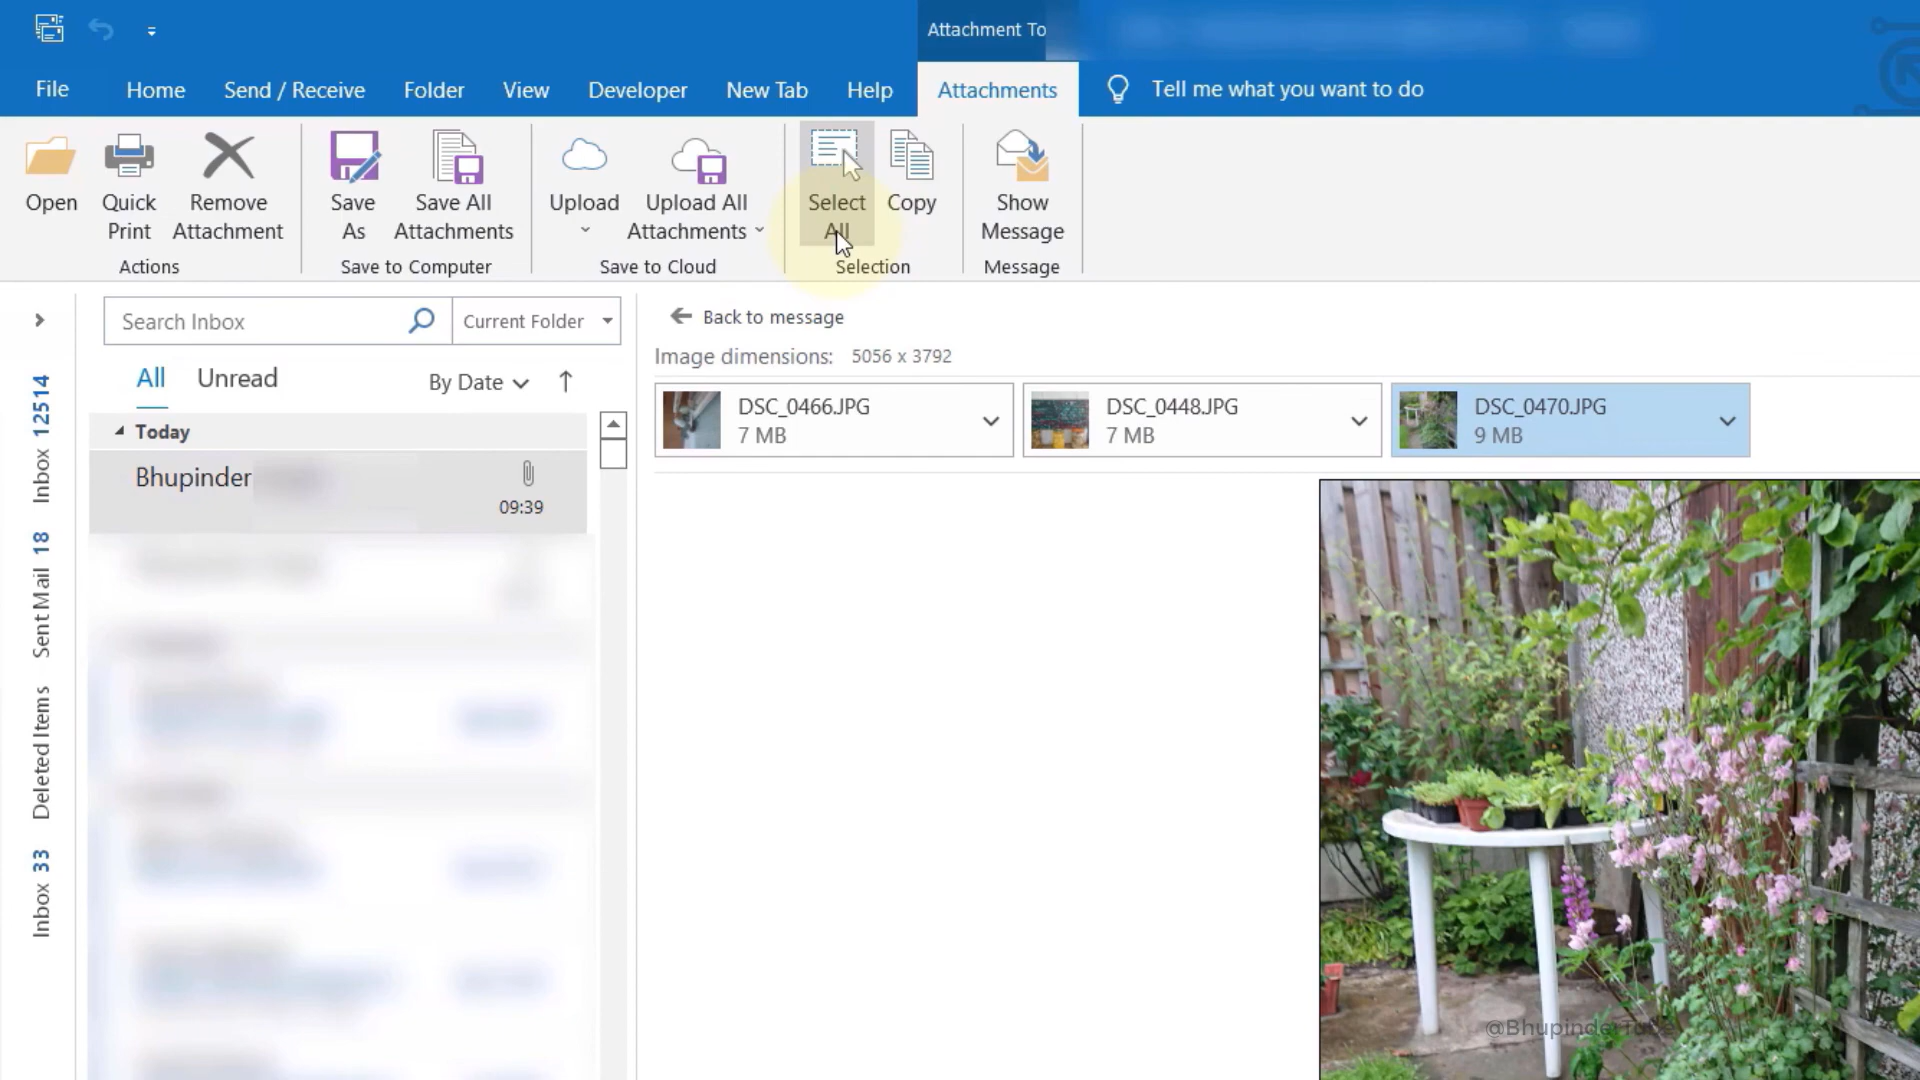 Attachment To
File
Home
Send / Receive
Folder
View
Developer
New Tab
Help
Attachments
Tell me what you want to do
Open
Quick
Print
Remove
Attachment
Actions
Save
As
Save All
Attachments
Save to Computer
Upload
Upload All
Attachments
Save to Cloud
Select
All
Copy
Selection
Show
Message
Message
Search Inbox
Current Folder
All
Unread
By Date
Today
Bhupinder
09:39
Inbox 12514
Sent Mail 18
Deleted Items
Inbox 33
Back to message
Image dimensions: 5056 x 3792
DSC_0466.JPG
7 MB
DSC_0448.JPG
7 MB
DSC_0470.JPG
9 MB